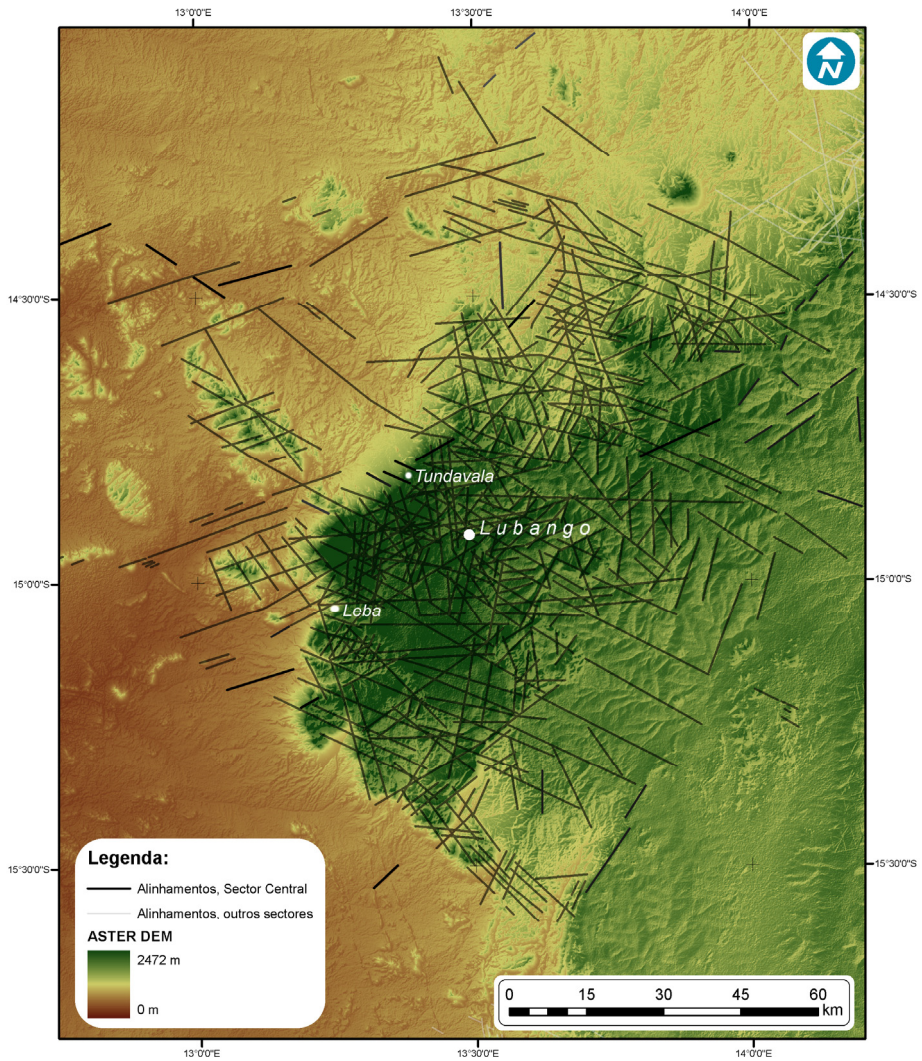 13°0'0"E
13°30'0"E
14°0'0"E
N
14°30'0"S
14°30'0"S
Tundavala
Lubango
15°0'0"S
15°0'0"S
Leba
15°30'0"S
15°30'0"S
Legenda:
Alinhamentos, Sector Central
Alinhamentos, outros sectores
ASTER DEM
2472 m
0 m
0 15 30 45 60
km
13°0'0"E
13°30'0"E
14°0'0"E